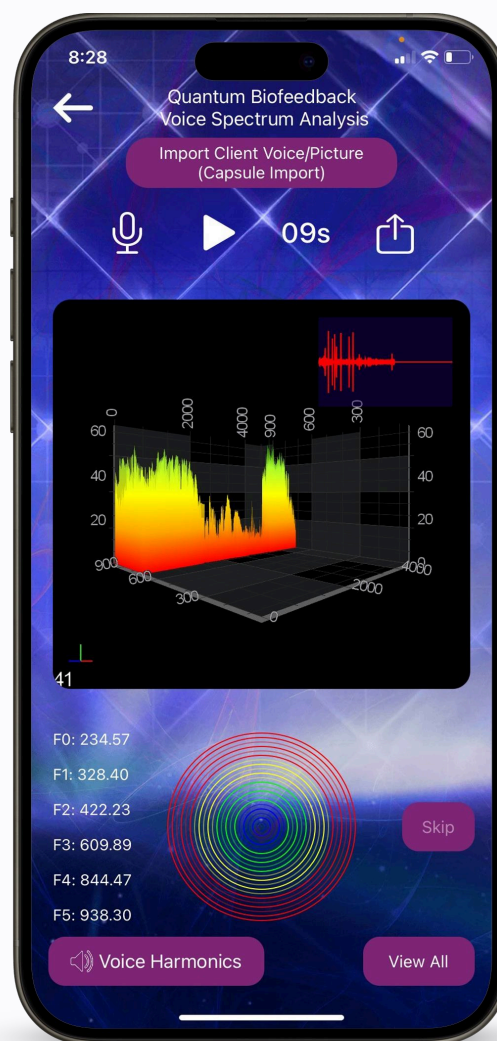 8:28
Quantum Biofeedback
Voice Spectrum Analysis
Import Client Voice/Picture
(Capsule Import)
09s
0
2000
4000
900
600
300
60
60
40
40
20
20
900
600
300
0
2000
4000
0
41
F0: 234.57
F1: 328.40
F2: 422.23
F3: 609.89
F4: 844.47
F5: 938.30
Skip
Voice Harmonics
View All